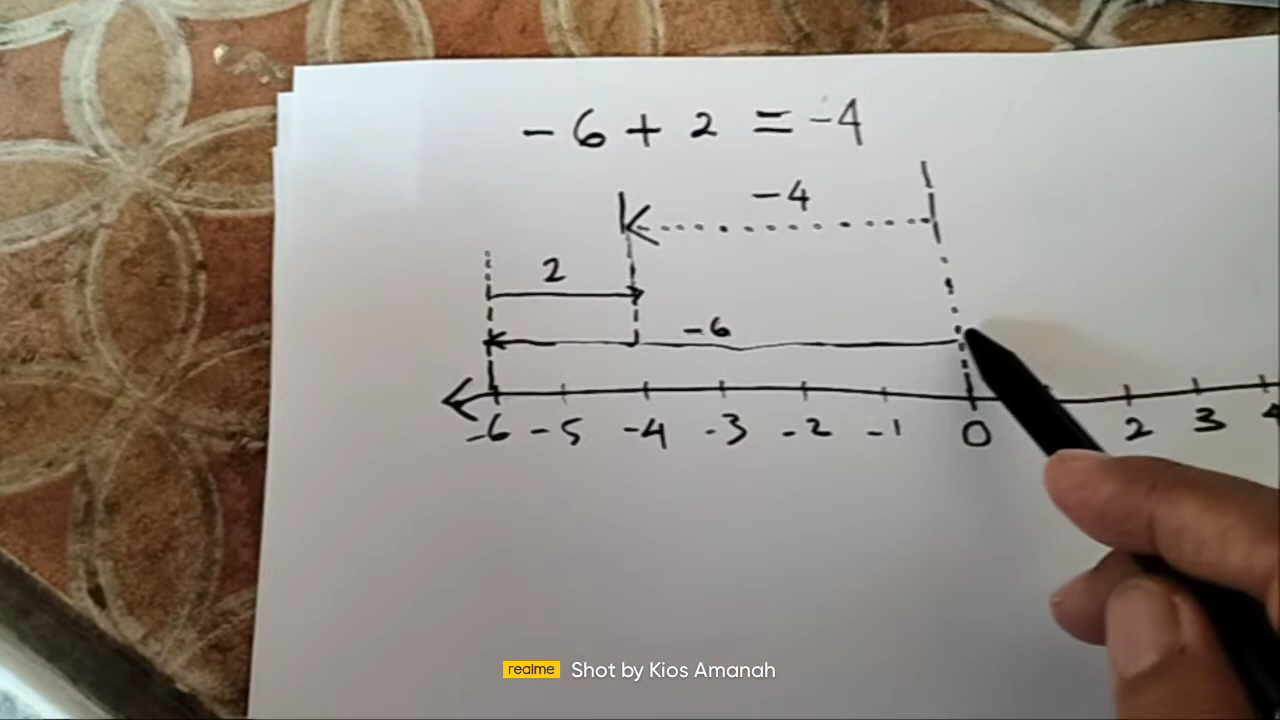 -6 + 2 = -4
-4
2
-6
-6 -5 -4 -3 -2 -1 0 2 3
realme Shot by Kios Amanah